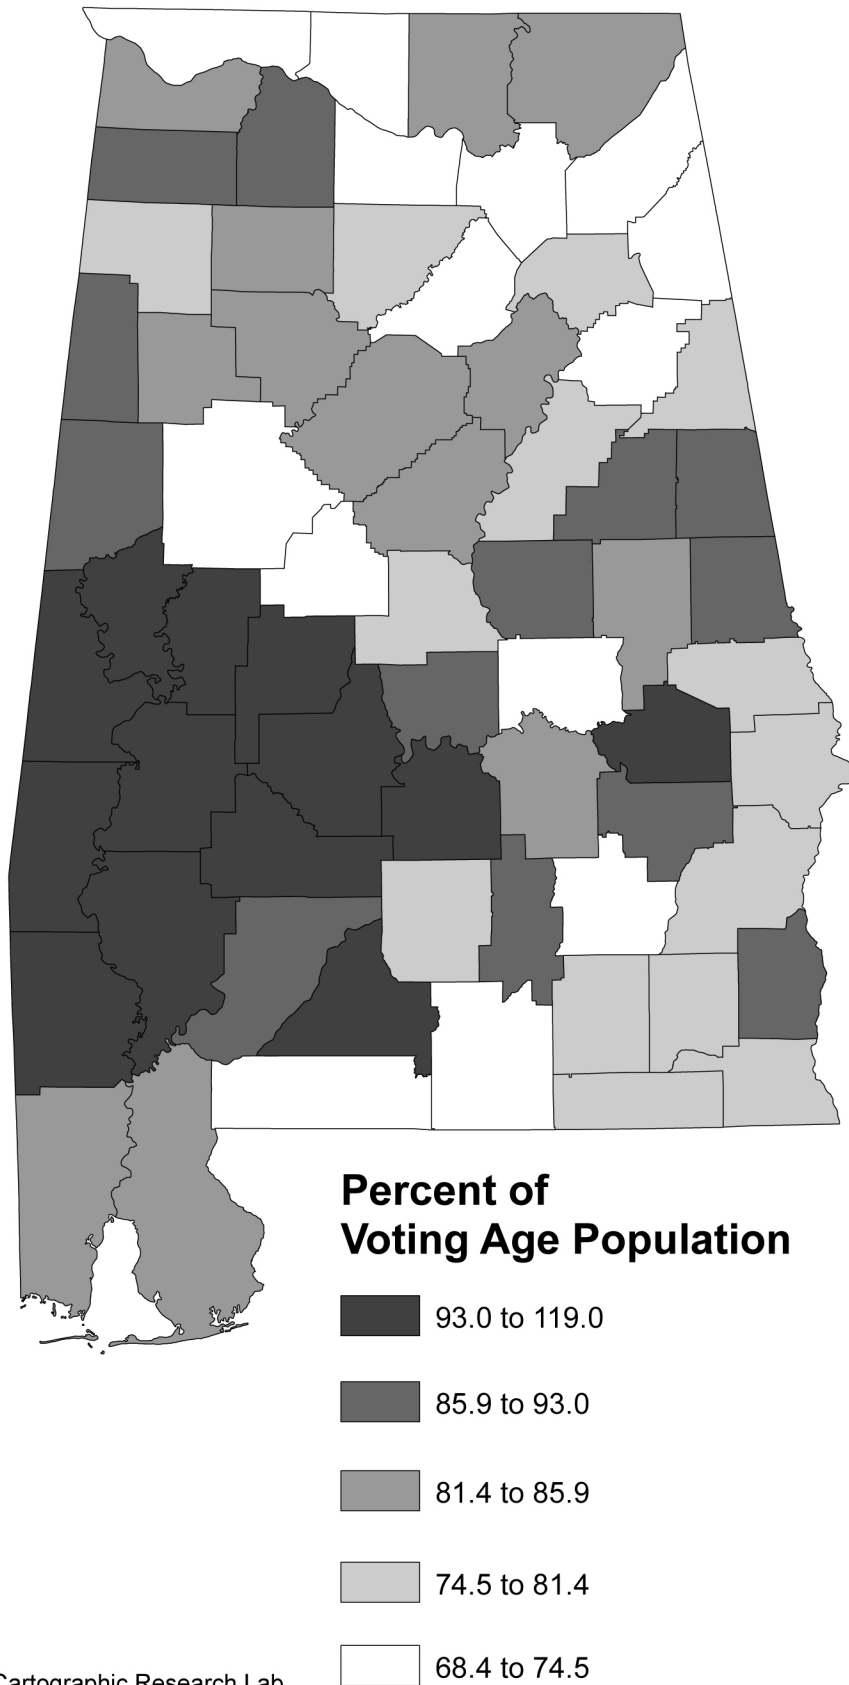 Percent of
Voting Age Population
93.0 to 119.0
85.9 to 93.0
81.4 to 85.9
74.5 to 81.4
68.4 to 74.5
Cartographic Research Lab